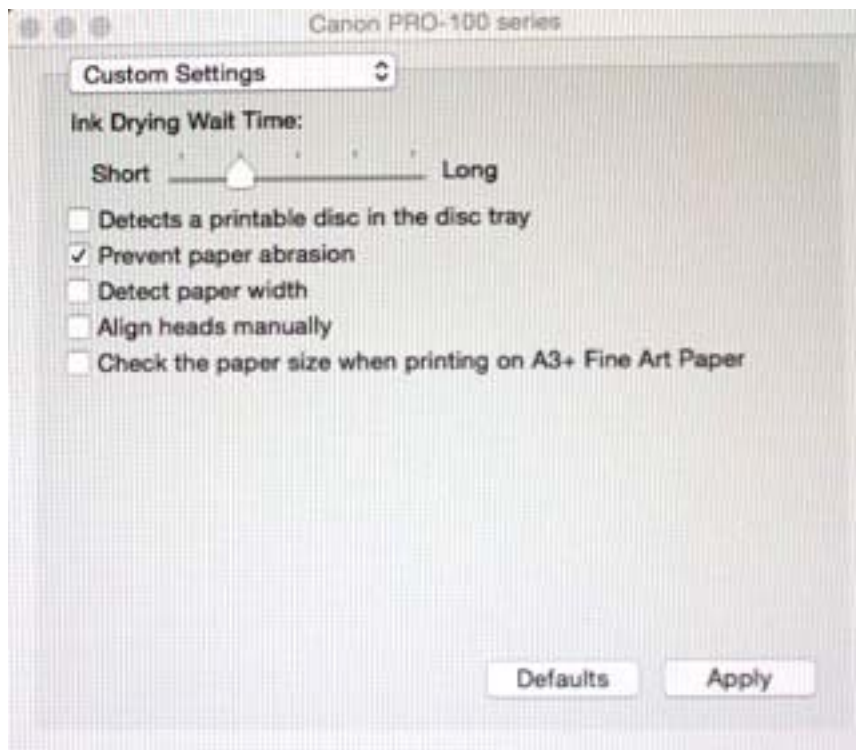 Canon PRO-100 series
Custom Settings
Ink Drying Wait Time:
Short Long
Detects a printable disc in the disc tray
Prevent paper abrasion
Detect paper width
Align heads manually
Check the paper size when printing on A3+ Fine Art Paper
Defaults Apply